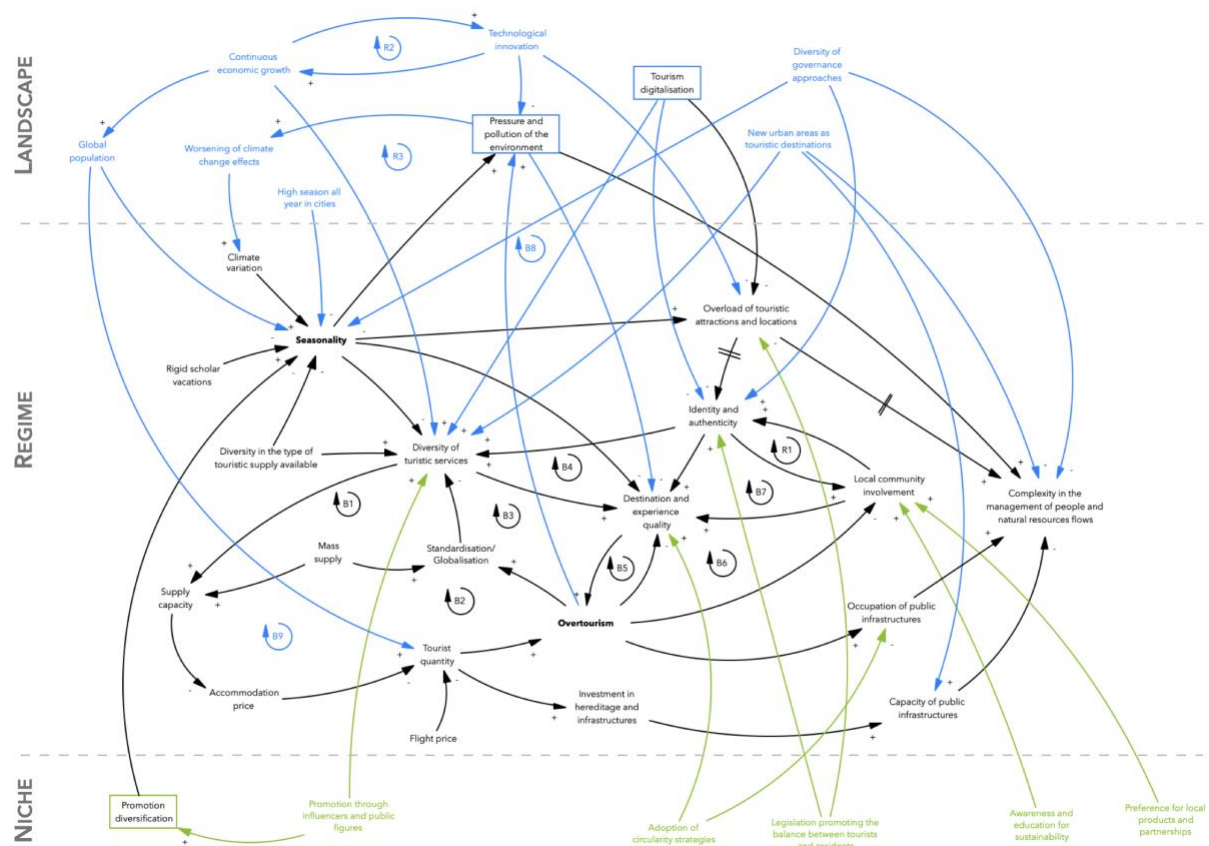 LANDSCAPE
REGIME
NICHE
Technological
innovation
R2
Continuous
economic growth
Diversity of
governance
approaches
Tourism
digitalisation
Pressure and
pollution of the
environment
New urban areas as
touristic destinations
Global
population
Worsening of climate
change effects
R3
High season all
year in cities
B8
Climate
variation
Overload of touristic
attractions and locations
Seasonality
Rigid scholar
vacations
Identity and
authenticity
Diversity in the type of
touristic supply available
Diversity of
turistic services
B4
R1
B7
Local community
involvement
Destination and
experience
quality
Complexity in the
management of people and
natural resources flows
B1
B3
Mass
supply
Standardisation/
Globalisation
B5
B6
Supply
capacity
B2
Overtourism
Occupation of public
infrastructures
B9
Tourist
quantity
Accommodation
price
Investment in
hereditage and
infrastructures
Capacity of public
infrastructures
Flight price
Promotion
diversification
Promotion through
influencers and public
figures
Adoption of
circularity strategies
Legislation promoting the
balance between tourists
and residents
Awareness and
education for
sustainability
Preference for local
products and
partnerships